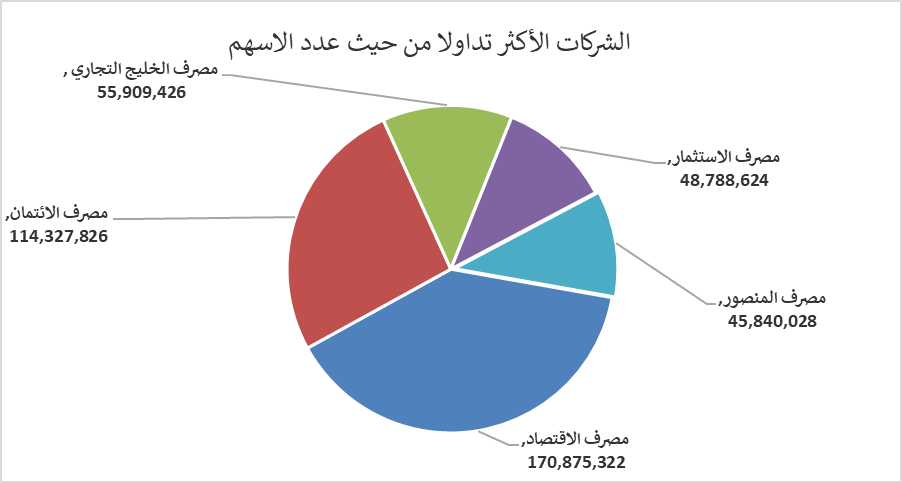 الشركات الأكثر تداولا من حيث عدد الاسهم
مصرف الخليج التجاري ,
55,909,426
مصرف الاستثمار,
48,788,624
مصرف الائتمان,
114,327,826
مصرف المنصور,
45,840,028
مصرف الاقتصاد,
170,875,322